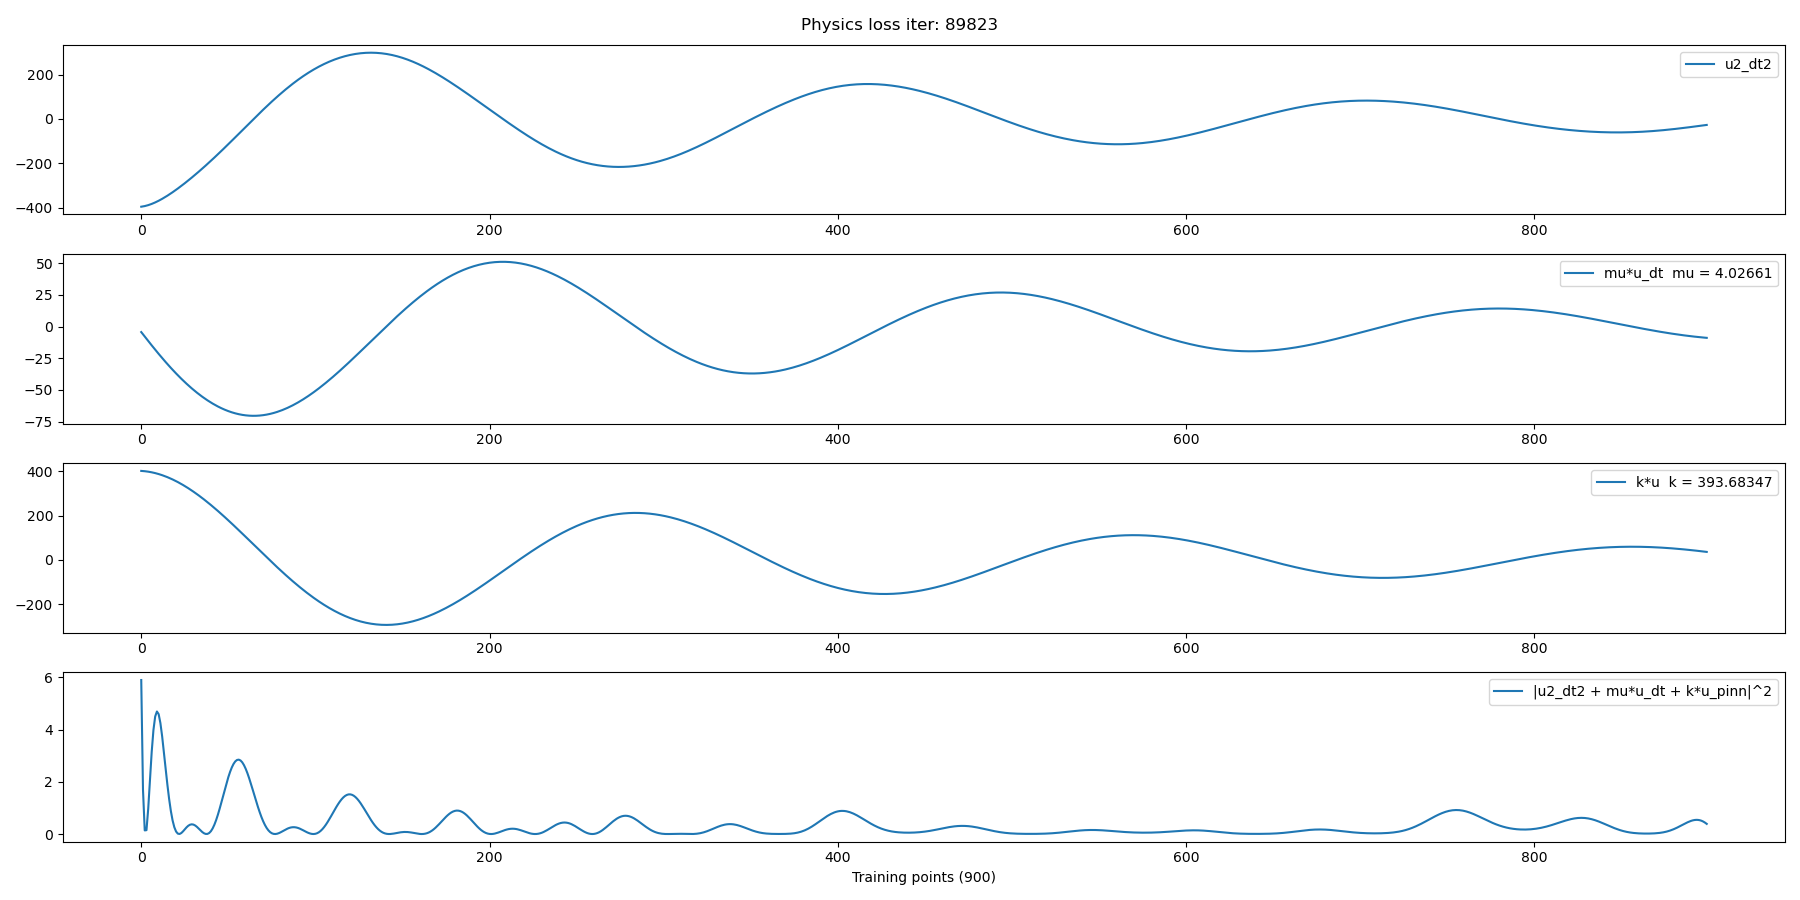 Physics loss iter: 89823
u2_dt2
200
0
−200
−400
0 200 400 600 800
mu*u_dt mu = 4.02661
50
25
0
−25
−50
−75
0 200 400 600 800
k*u k = 393.68347
400
200
0
−200
0 200 400 600 800
|u2_dt2 + mu*u_dt + k*u_pinn|^2
6
4
2
0
0 200 400 600 800
Training points (900)